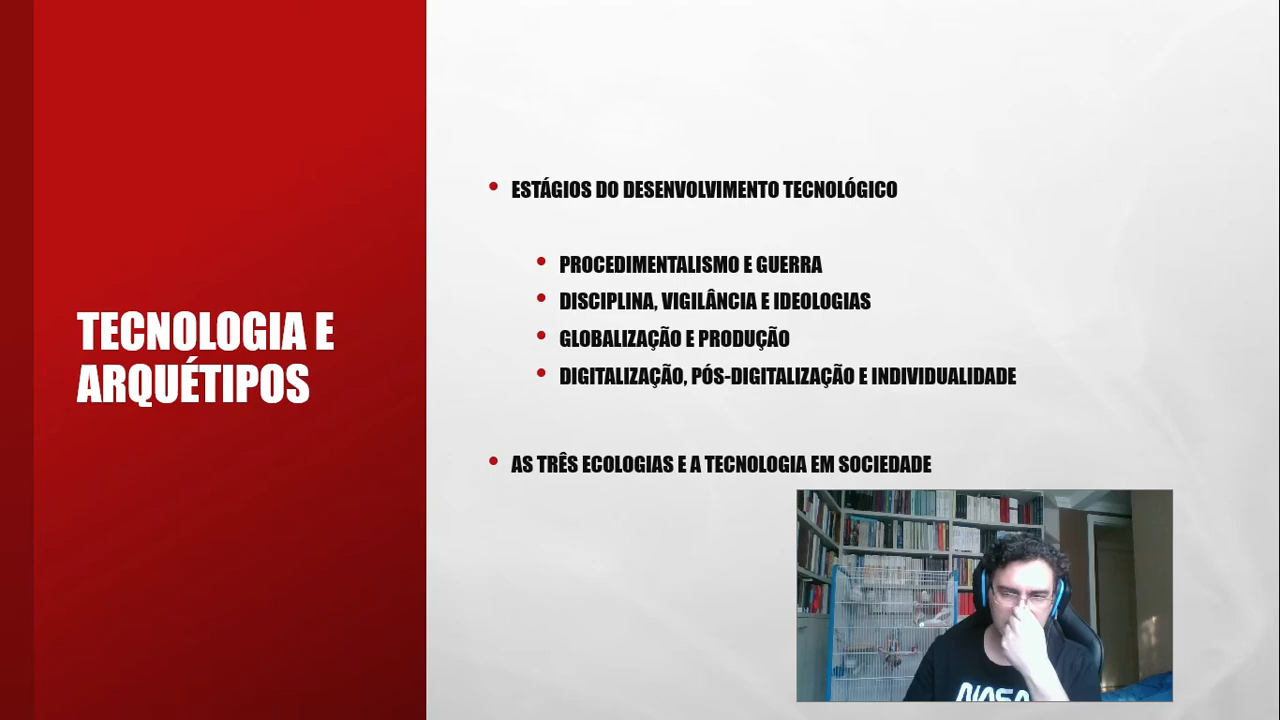 TECNOLOGIA E
ARQUÉTIPOS
ESTÁGIOS DO DESENVOLVIMENTO TECNOLÓGICO
PROCEDIMENTALISMO E GUERRA
DISCIPLINA, VIGILÂNCIA E IDEOLOGIAS
GLOBALIZAÇÃO E PRODUÇÃO
DIGITALIZAÇÃO, PÓS-DIGITALIZAÇÃO E INDIVIDUALIDADE
AS TRÊS ECOLOGIAS E A TECNOLOGIA EM SOCIEDADE
NASA